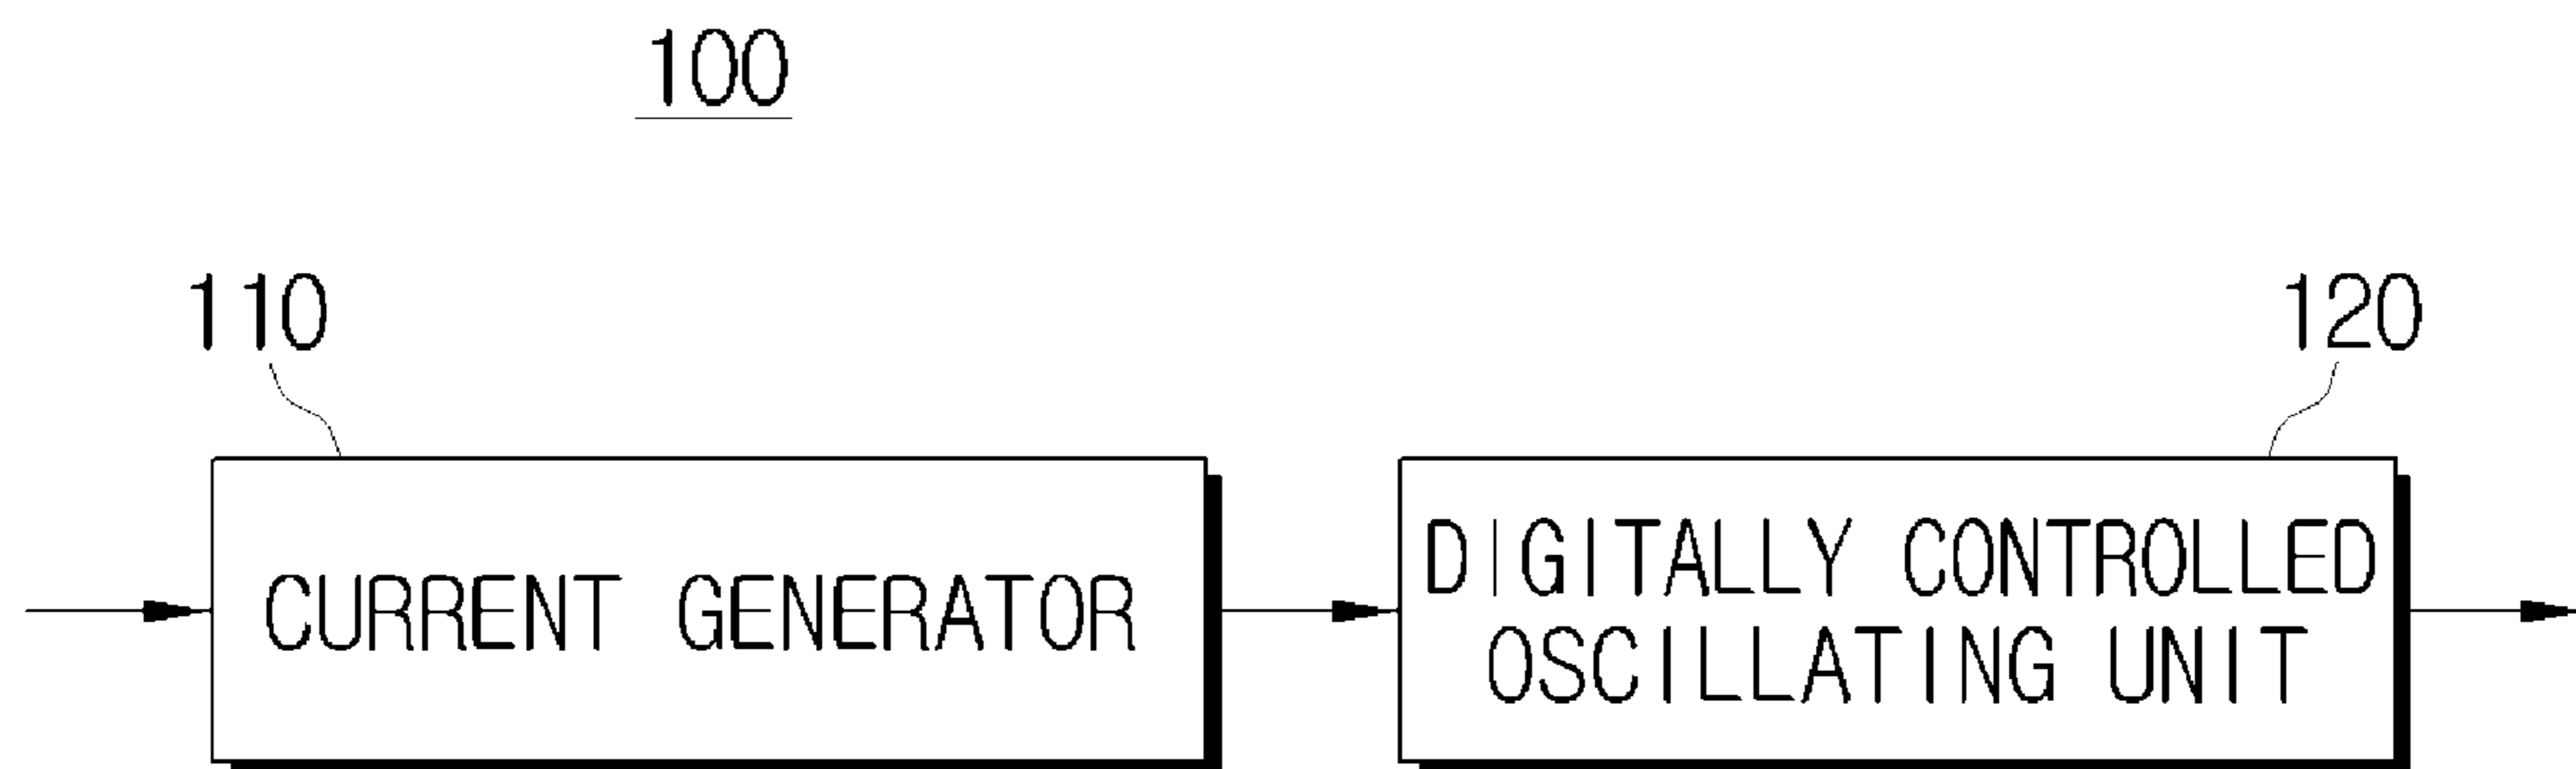 100
110
120
CURRENT GENERATOR
DIGITALLY CONTROLLED
OSCILLATING UNIT